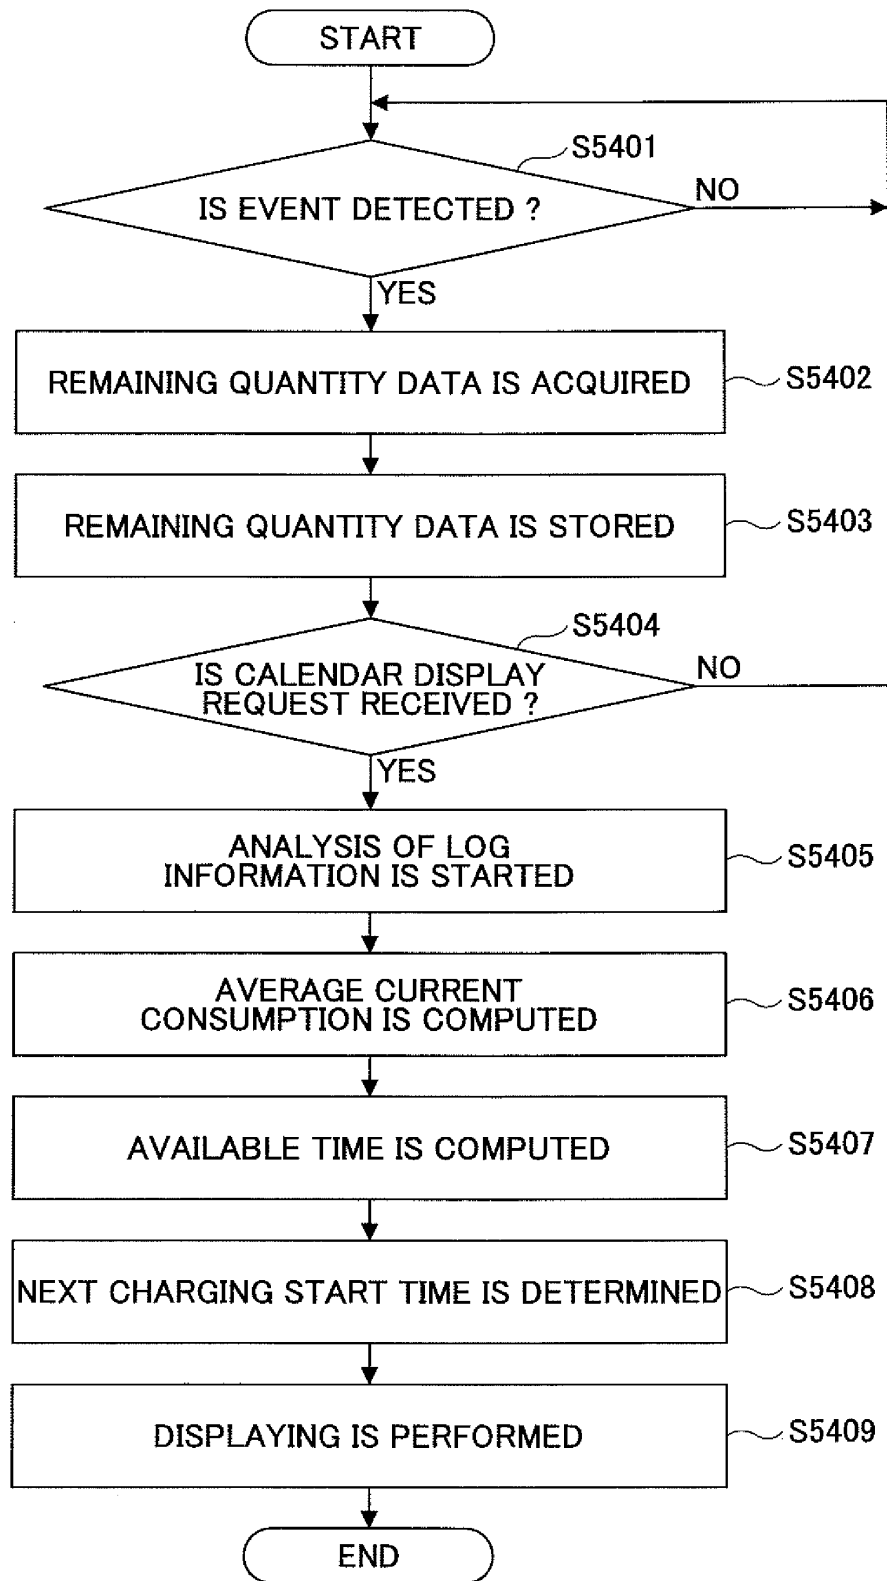 START
S5401
IS EVENT DETECTED ?
NO
YES
REMAINING QUANTITY DATA IS ACQUIRED
S5402
REMAINING QUANTITY DATA IS STORED
S5403
S5404
IS CALENDAR DISPLAY
REQUEST RECEIVED ?
NO
YES
ANALYSIS OF LOG
INFORMATION IS STARTED
S5405
AVERAGE CURRENT
CONSUMPTION IS COMPUTED
S5406
AVAILABLE TIME IS COMPUTED
S5407
NEXT CHARGING START TIME IS DETERMINED
S5408
DISPLAYING IS PERFORMED
S5409
END